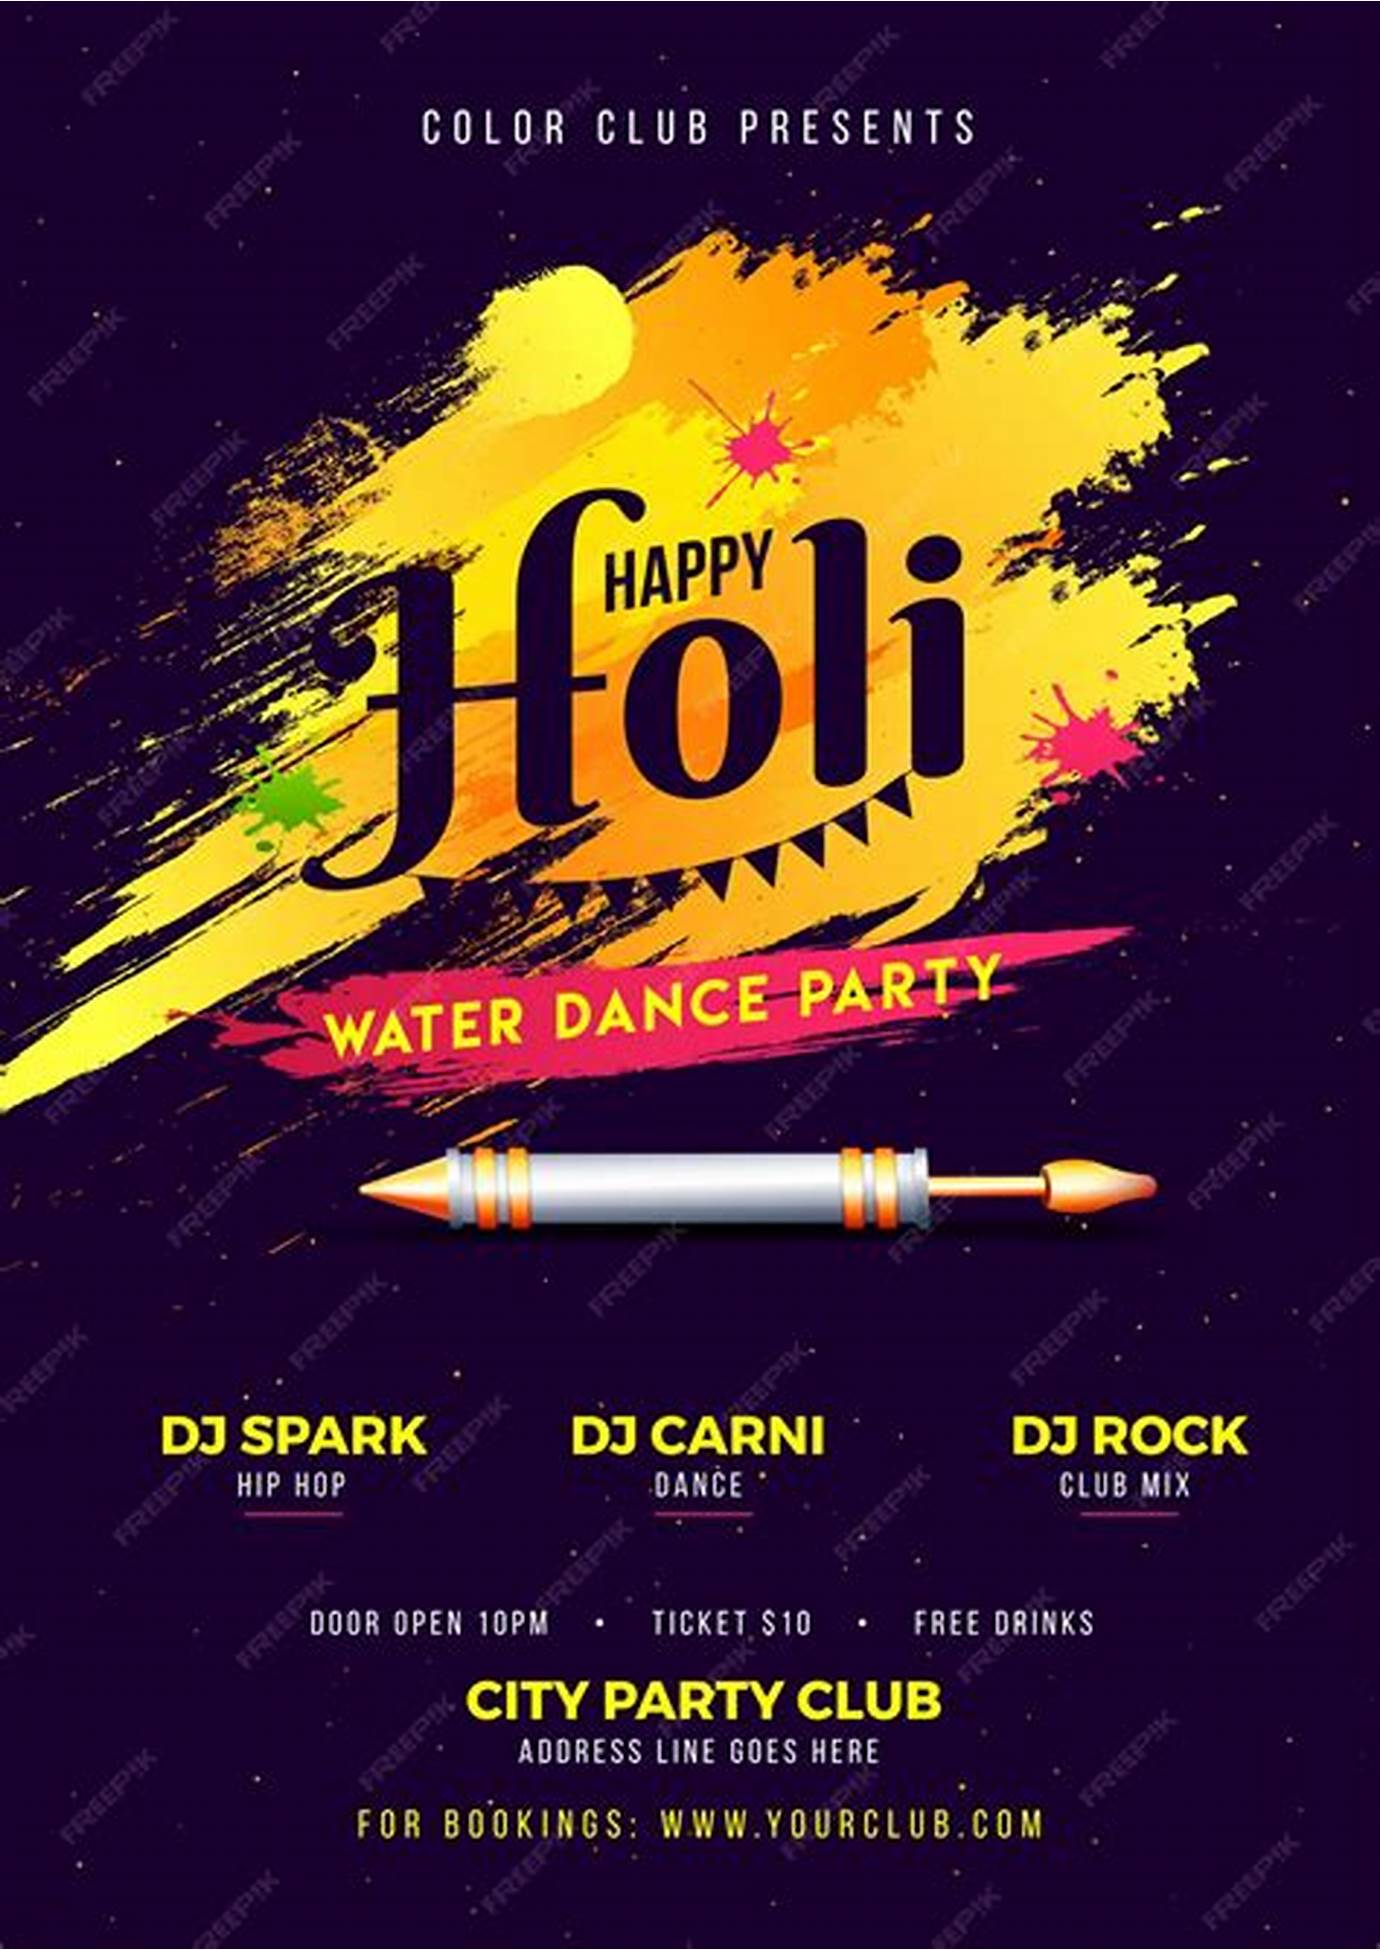 COLOR CLUB PRESENTS
HAPPY
Holi
WATER DANCE PARTY
DJ SPARK
HIP HOP
DJ CARNI
DANCE
DJ ROCK
CLUB MIX
DOOR OPEN 10PM • TICKET $10 • FREE DRINKS
CITY PARTY CLUB
ADDRESS LINE GOES HERE
FOR BOOKINGS: WWW.YOURCLUB.COM
FREEPIK